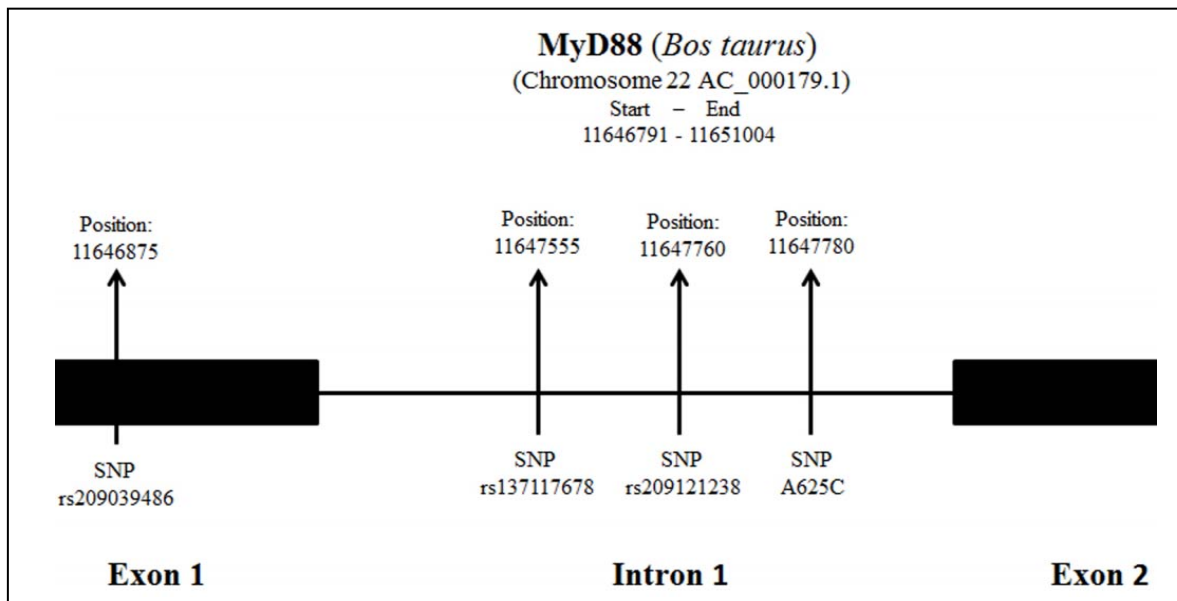 MyD88 (Bos taurus)
(Chromosome 22 AC_000179.1)
Start – End
11646791 - 11651004
Position:
11646875
Position:
11647555
Position:
11647760
Position:
11647780
SNP
rs209039486
SNP
rs137117678
SNP
rs209121238
SNP
A625C
Exon 1
Intron 1
Exon 2